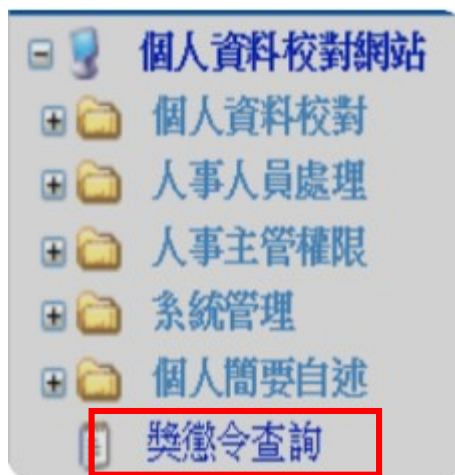 個人資料校對網站
個人資料校對
人事人員處理
人事主管權限
系統管理
個人簡要自述
獎懲令查詢